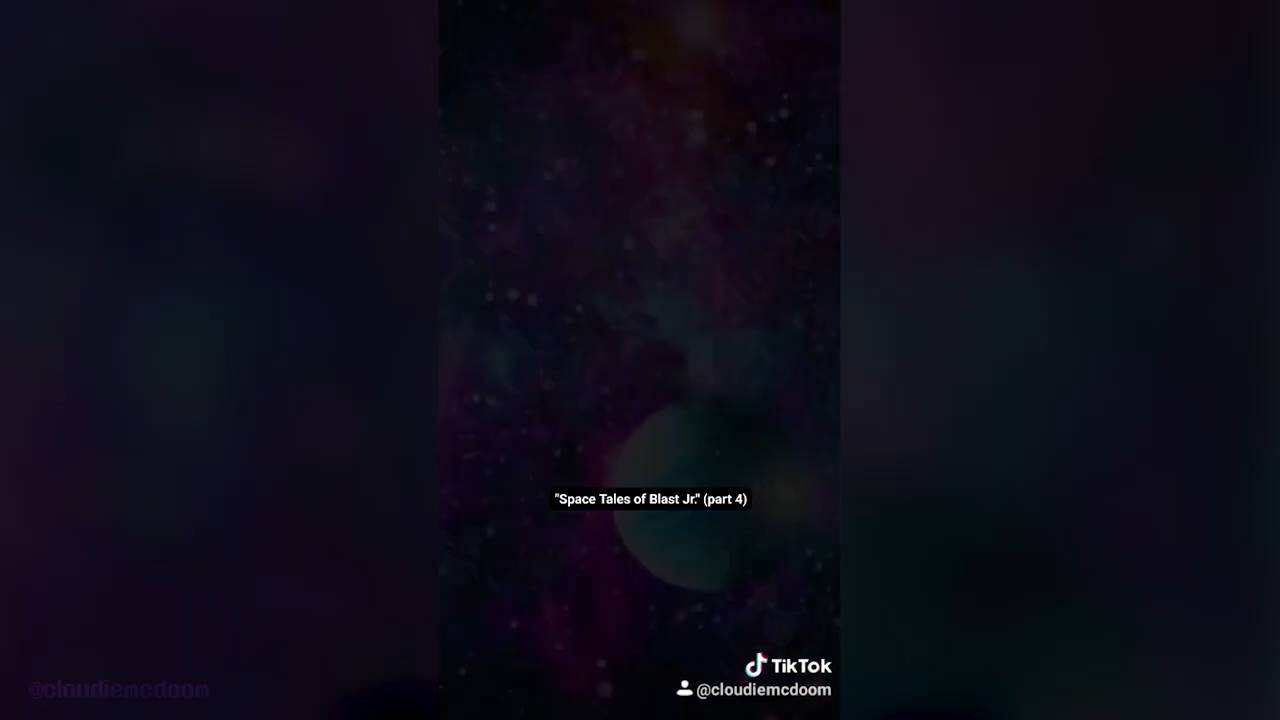 "Space Tales of Blast Jr." (part 4)
TikTok
@cloudiemcdoom
@cloudiemcdoom